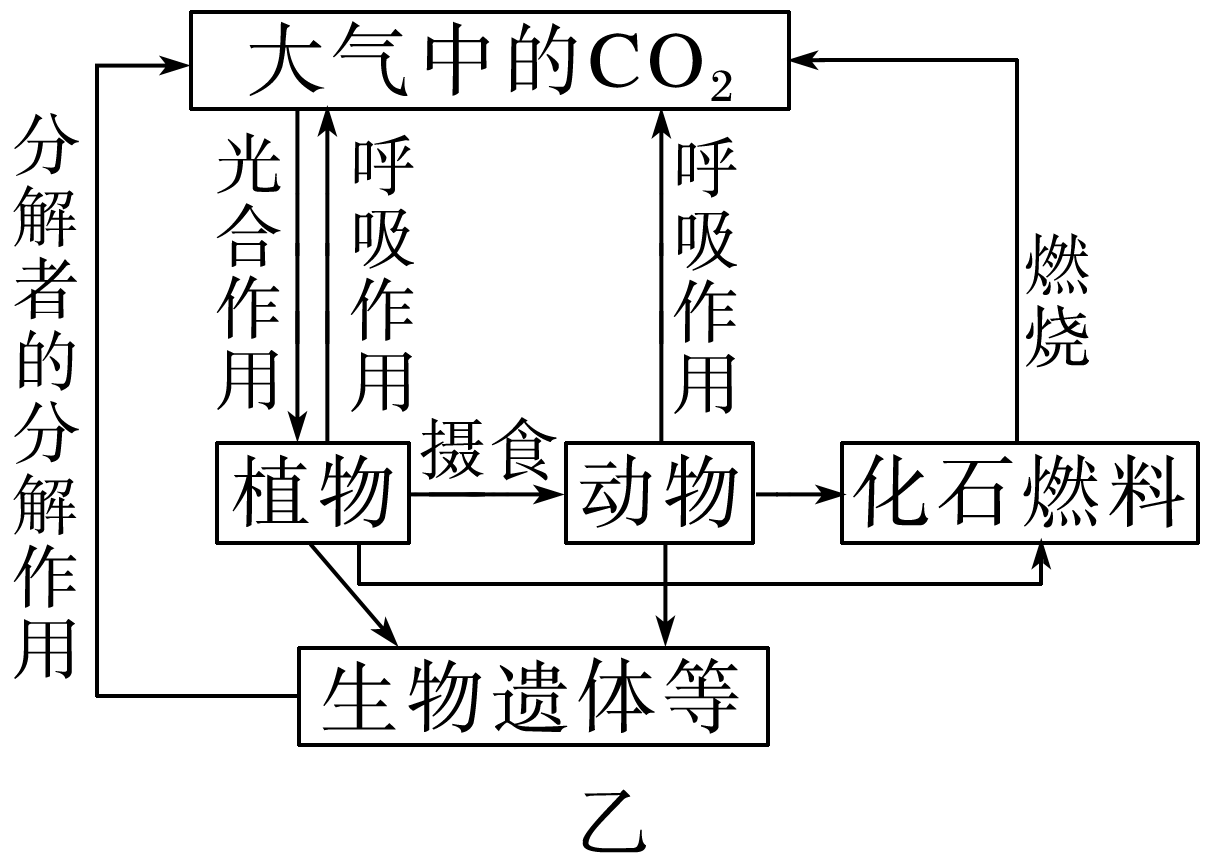 大气中的CO₂
分解者的分解作用
光合作用
呼吸作用
呼吸作用
燃烧
植物
摄食
动物
化石燃料
生物遗体等
乙